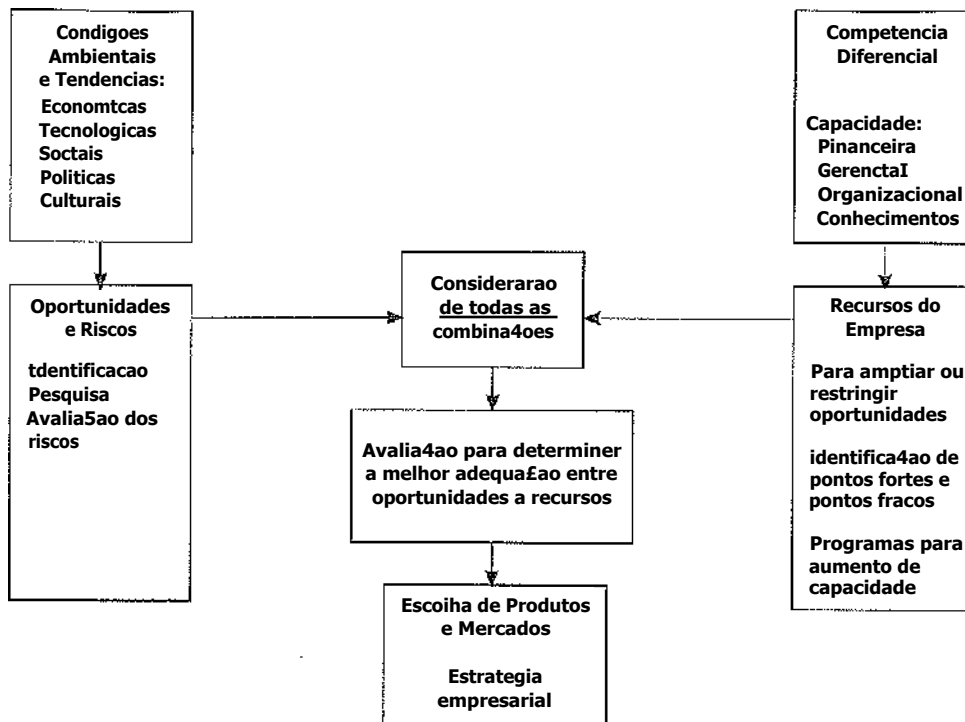 Condigoes
Ambientais
e Tendencias:
Economtcas
Tecnologicas
Soctais
Politicas
Culturais
Competencia
Diferencial
Capacidade:
Pinanceira
GerenctaI
Organizacional
Conhecimentos
Oportunidades
e Riscos
tdentificacao
Pesquisa
Avalia5ao dos
riscos
Considerarao
de todas as
combina4oes
Recursos do
Empresa
Para amptiar ou
restringir
oportunidades
identifica4ao de
pontos fortes e
pontos fracos
Programas para
aumento de
capacidade
Avalia4ao para determiner
a melhor adequa£ao entre
oportunidades a recursos
Escoiha de Produtos
e Mercados
Estrategia
empresarial